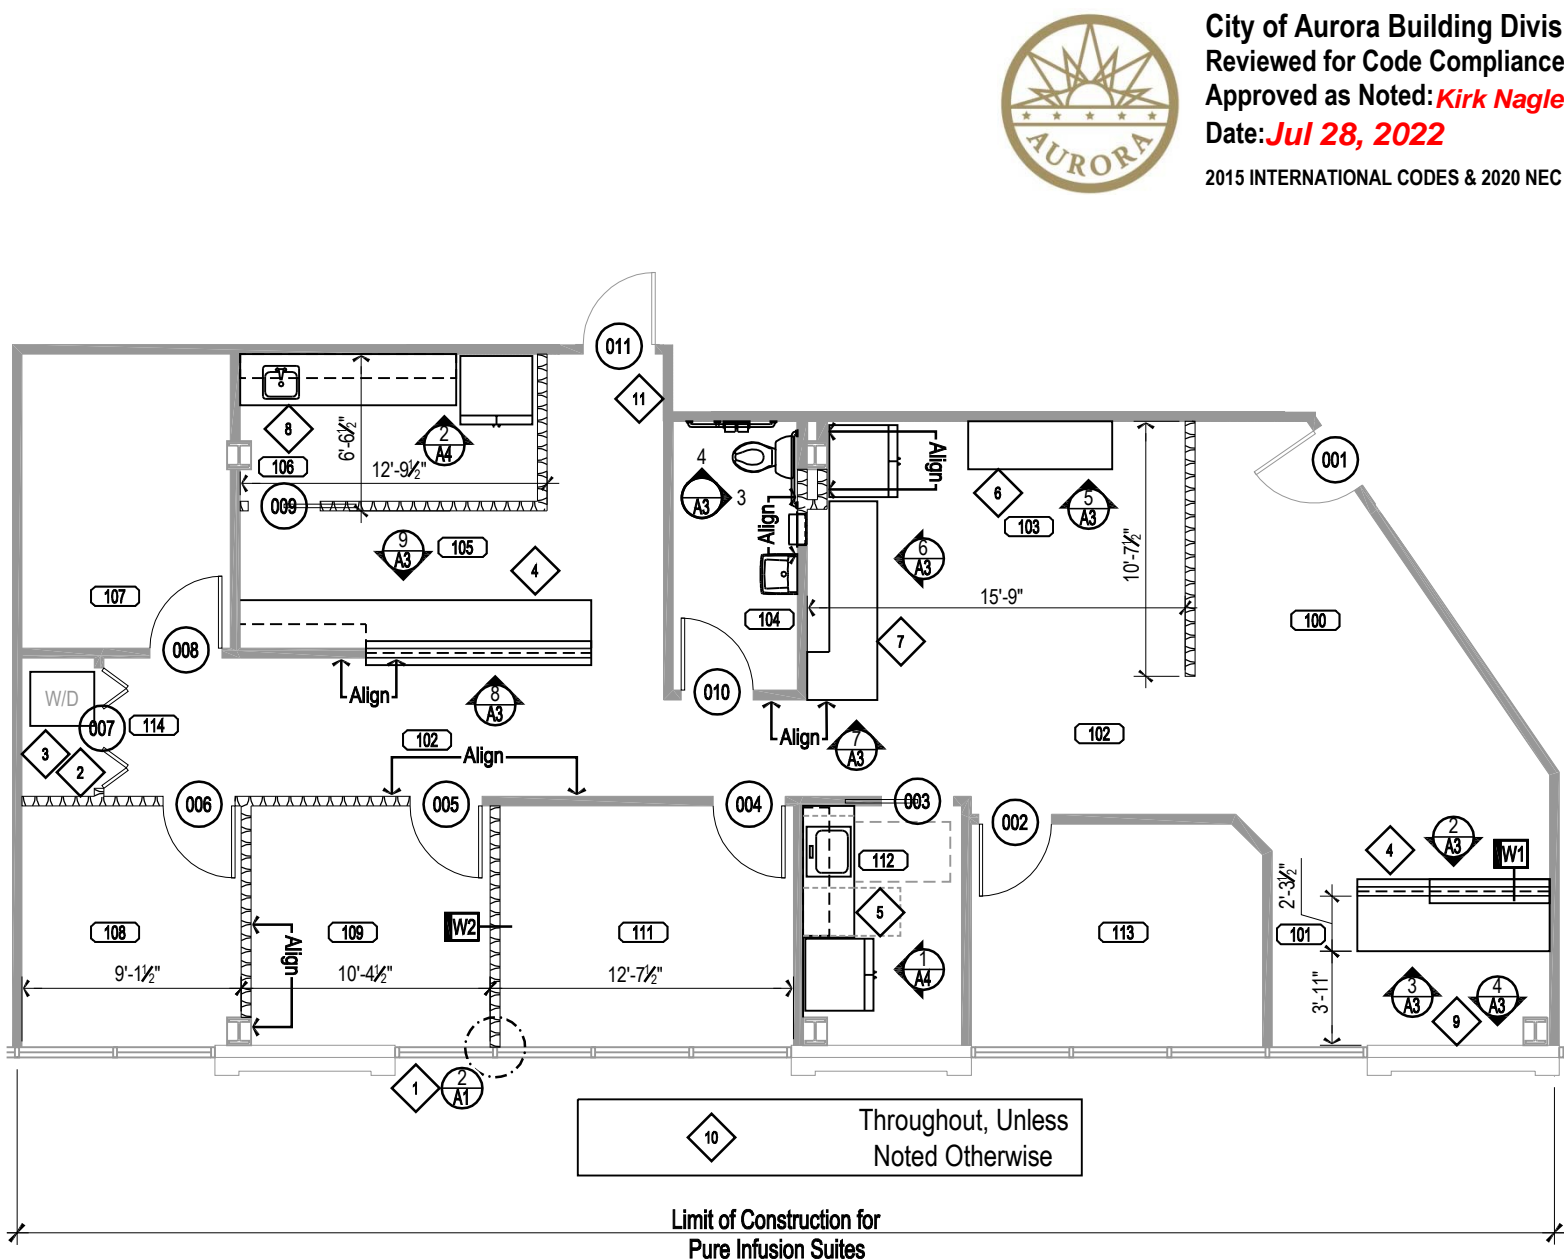 City of Aurora Building Divis
Reviewed for Code Compliance
Approved as Noted: Kirk Nagle
Date: Jul 28, 2022
2015 INTERNATIONAL CODES & 2020 NEC
AURORA
011
11
8
2
A4
6'-6½"
106
12'-9½"
009
9
A3
105
4
107
008
W/D
007
114
3
2
Align
8
A3
102
Align
4
A3
3
Align
104
010
Align
7
A3
Align
6
103
5
A3
6
A3
15'-9"
10'-7½"
7
001
100
102
006
005
004
003
002
108
9'-1½"
Align
109
10'-4½"
W2
111
12'-7½"
112
5
1
A4
113
4
2
A3
W1
2'-3½"
101
3'-11"
3
A3
4
A3
9
1
2
A1
10
Throughout, Unless
Noted Otherwise
Limit of Construction for
Pure Infusion Suites